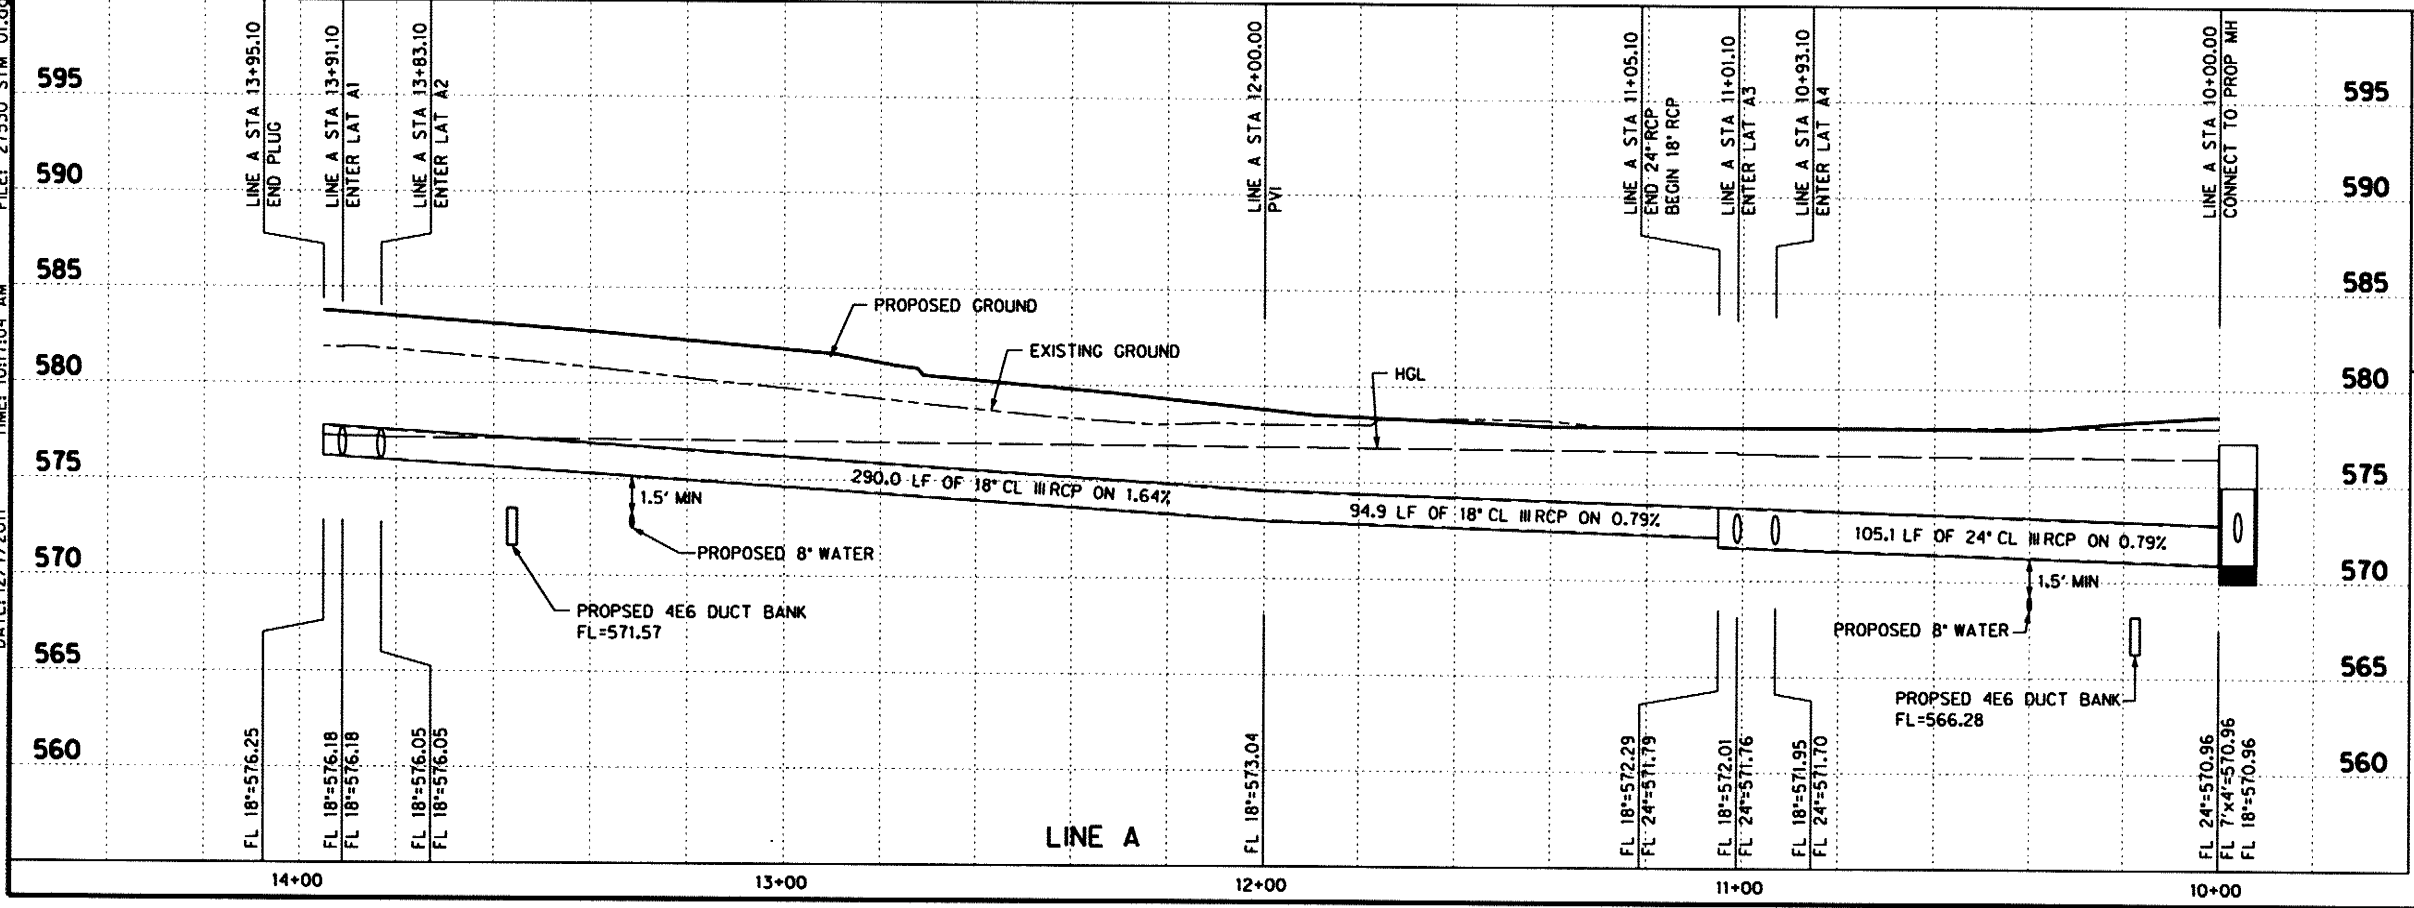 LINE A STA 13+95.10
END PLUG
LINE A STA 13+91.10
ENTER LAT A1
LINE A STA 13+83.10
ENTER LAT A2
LINE A STA 12+00.00
PVI
LINE A STA 11+05.10
END 24" RCP
BEGIN 18" RCP
LINE A STA 11+01.10
ENTER LAT A3
LINE A STA 10+93.10
ENTER LAT A4
LINE A STA 10+00.00
CONNECT TO PROP MH
595
595
590
590
585
585
580
580
575
575
570
570
565
565
560
560
PROPOSED GROUND
EXISTING GROUND
HGL
290.0 LF OF 18" CL III RCP ON 1.64%
94.9 LF OF 18" CL III RCP ON 0.79%
105.1 LF OF 24" CL III RCP ON 0.79%
1.5' MIN
PROPOSED 8" WATER
PROPSED 4E6 DUCT BANK
FL=571.57
1.5' MIN
PROPOSED 8" WATER
PROPSED 4E6 DUCT BANK
FL=566.28
FL 18"=576.25
FL 18"=576.18
FL 18"=576.18
FL 18"=576.05
FL 18"=576.05
FL 18"=573.04
FL 18"=572.29
FL 24"=571.79
FL 18"=572.01
FL 24"=571.76
FL 18"=571.95
FL 24"=571.70
FL 24"=570.96
FL 7'x4'=570.96
FL 18"=570.96
LINE A
14+00
13+00
12+00
11+00
10+00